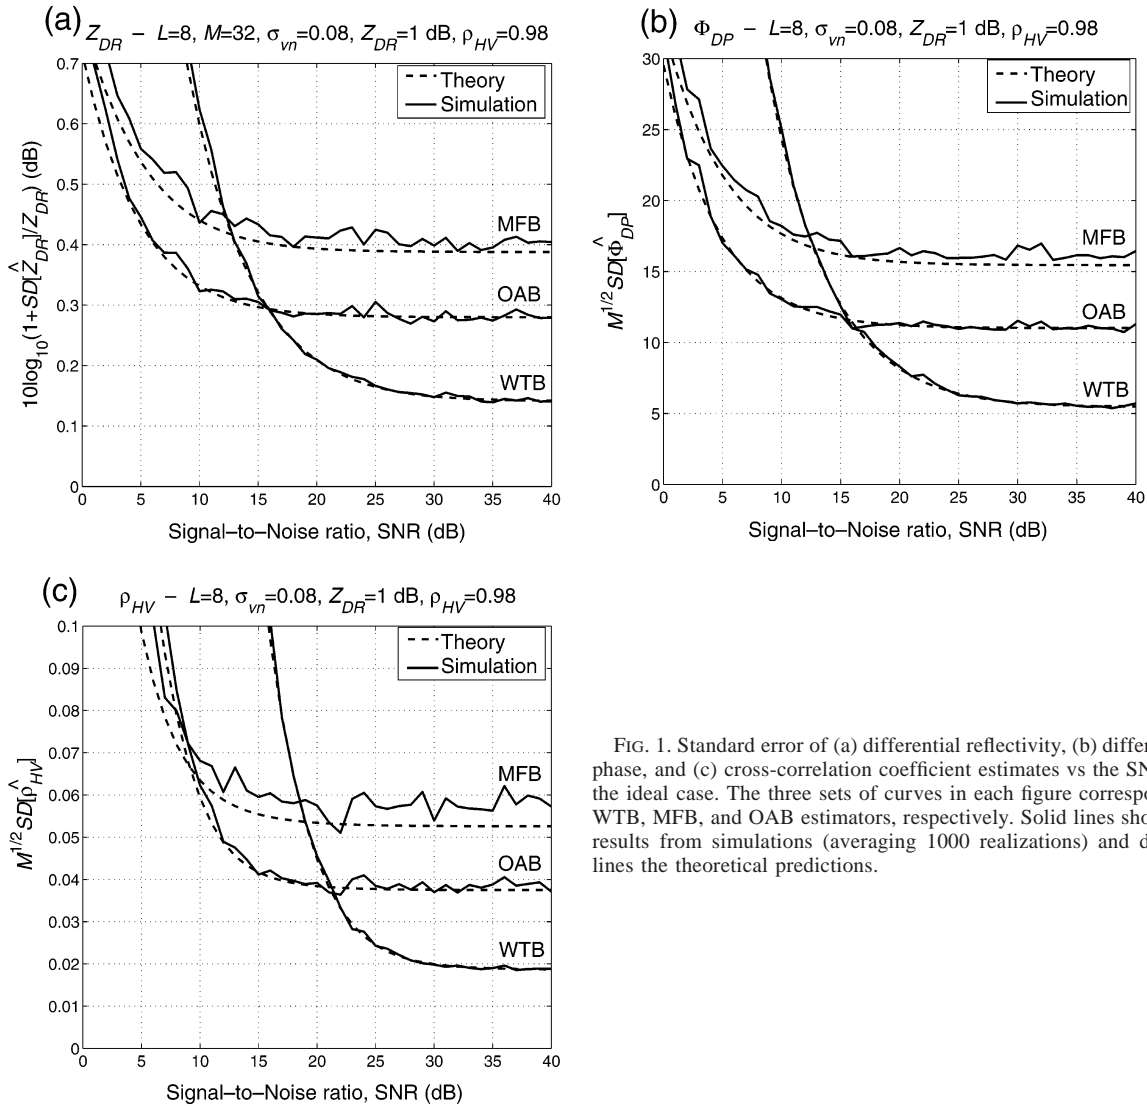 (a)
Z_DR – L=8, M=32, σ_vn=0.08, Z_DR=1 dB, ρ_HV=0.98
10log₁₀(1+SD[Ẑ_DR]/Z_DR) (dB)
0.7
0.6
0.5
0.4
0.3
0.2
0.1
0
Theory
Simulation
MFB
OAB
WTB
0 5 10 15 20 25 30 35 40
Signal–to–Noise ratio, SNR (dB)
(b)
Φ_DP – L=8, σ_vn=0.08, Z_DR=1 dB, ρ_HV=0.98
M^1/2 SD[Φ̂_DP]
30
25
20
15
10
5
0
Theory
Simulation
MFB
OAB
WTB
0 5 10 15 20 25 30 35 40
Signal–to–Noise ratio, SNR (dB)
(c)
ρ_HV – L=8, σ_vn=0.08, Z_DR=1 dB, ρ_HV=0.98
M^1/2 SD[ρ̂_HV]
0.1
0.09
0.08
0.07
0.06
0.05
0.04
0.03
0.02
0.01
0
Theory
Simulation
MFB
OAB
WTB
0 5 10 15 20 25 30 35 40
Signal–to–Noise ratio, SNR (dB)
FIG. 1. Standard error of (a) differential reflectivity, (b) differ
phase, and (c) cross-correlation coefficient estimates vs the SN
the ideal case. The three sets of curves in each figure correspo
WTB, MFB, and OAB estimators, respectively. Solid lines sho
results from simulations (averaging 1000 realizations) and d
lines the theoretical predictions.